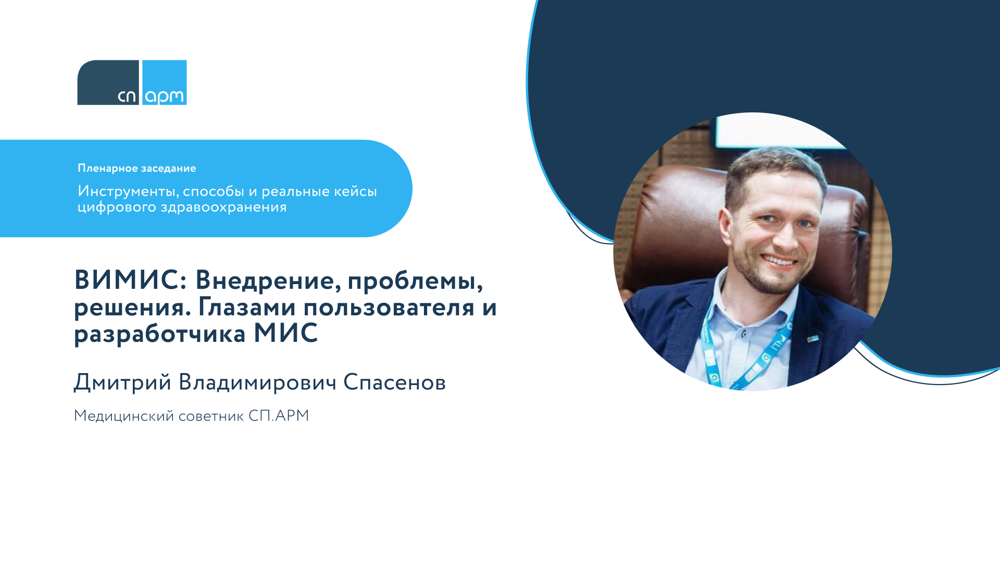 сп арм
Пленарное заседание
Инструменты, способы и реальные кейсы
цифрового здравоохранения
ВИМИС: Внедрение, проблемы,
решения. Глазами пользователя и
разработчика МИС
Дмитрий Владимирович Спасенов
Медицинский советник СП.АРМ